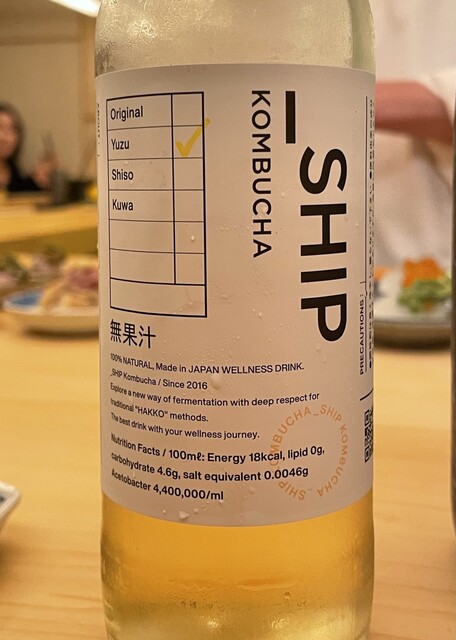 Original
Yuzu
Shiso
Kuwa
_SHIP
KOMBUCHA
無果汁
100% NATURAL, Made in JAPAN WELLNESS DRINK.
_SHIP Kombucha / Since 2016
Explore a new way of fermentation with deep respect for
traditional "HAKKO" methods.
The best drink with your wellness journey.
Nutrition Facts / 100mℓ: Energy 18kcal, lipid 0g,
carbohydrate 4.6g, salt equivalent 0.0046g
Acetobacter 4,400,000/ml
KOMBUCHA_SHIP KOMBUCHA_SHIP
PRECAUTIONS :